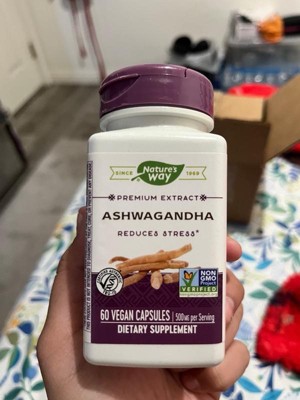 Nature's
Way
SINCE 1969
PREMIUM EXTRACT
ASHWAGANDHA
REDUCES STRESS*
NON
GMO
Project
VERIFIED
60 VEGAN CAPSULES | 500MG per Serving
DIETARY SUPPLEMENT